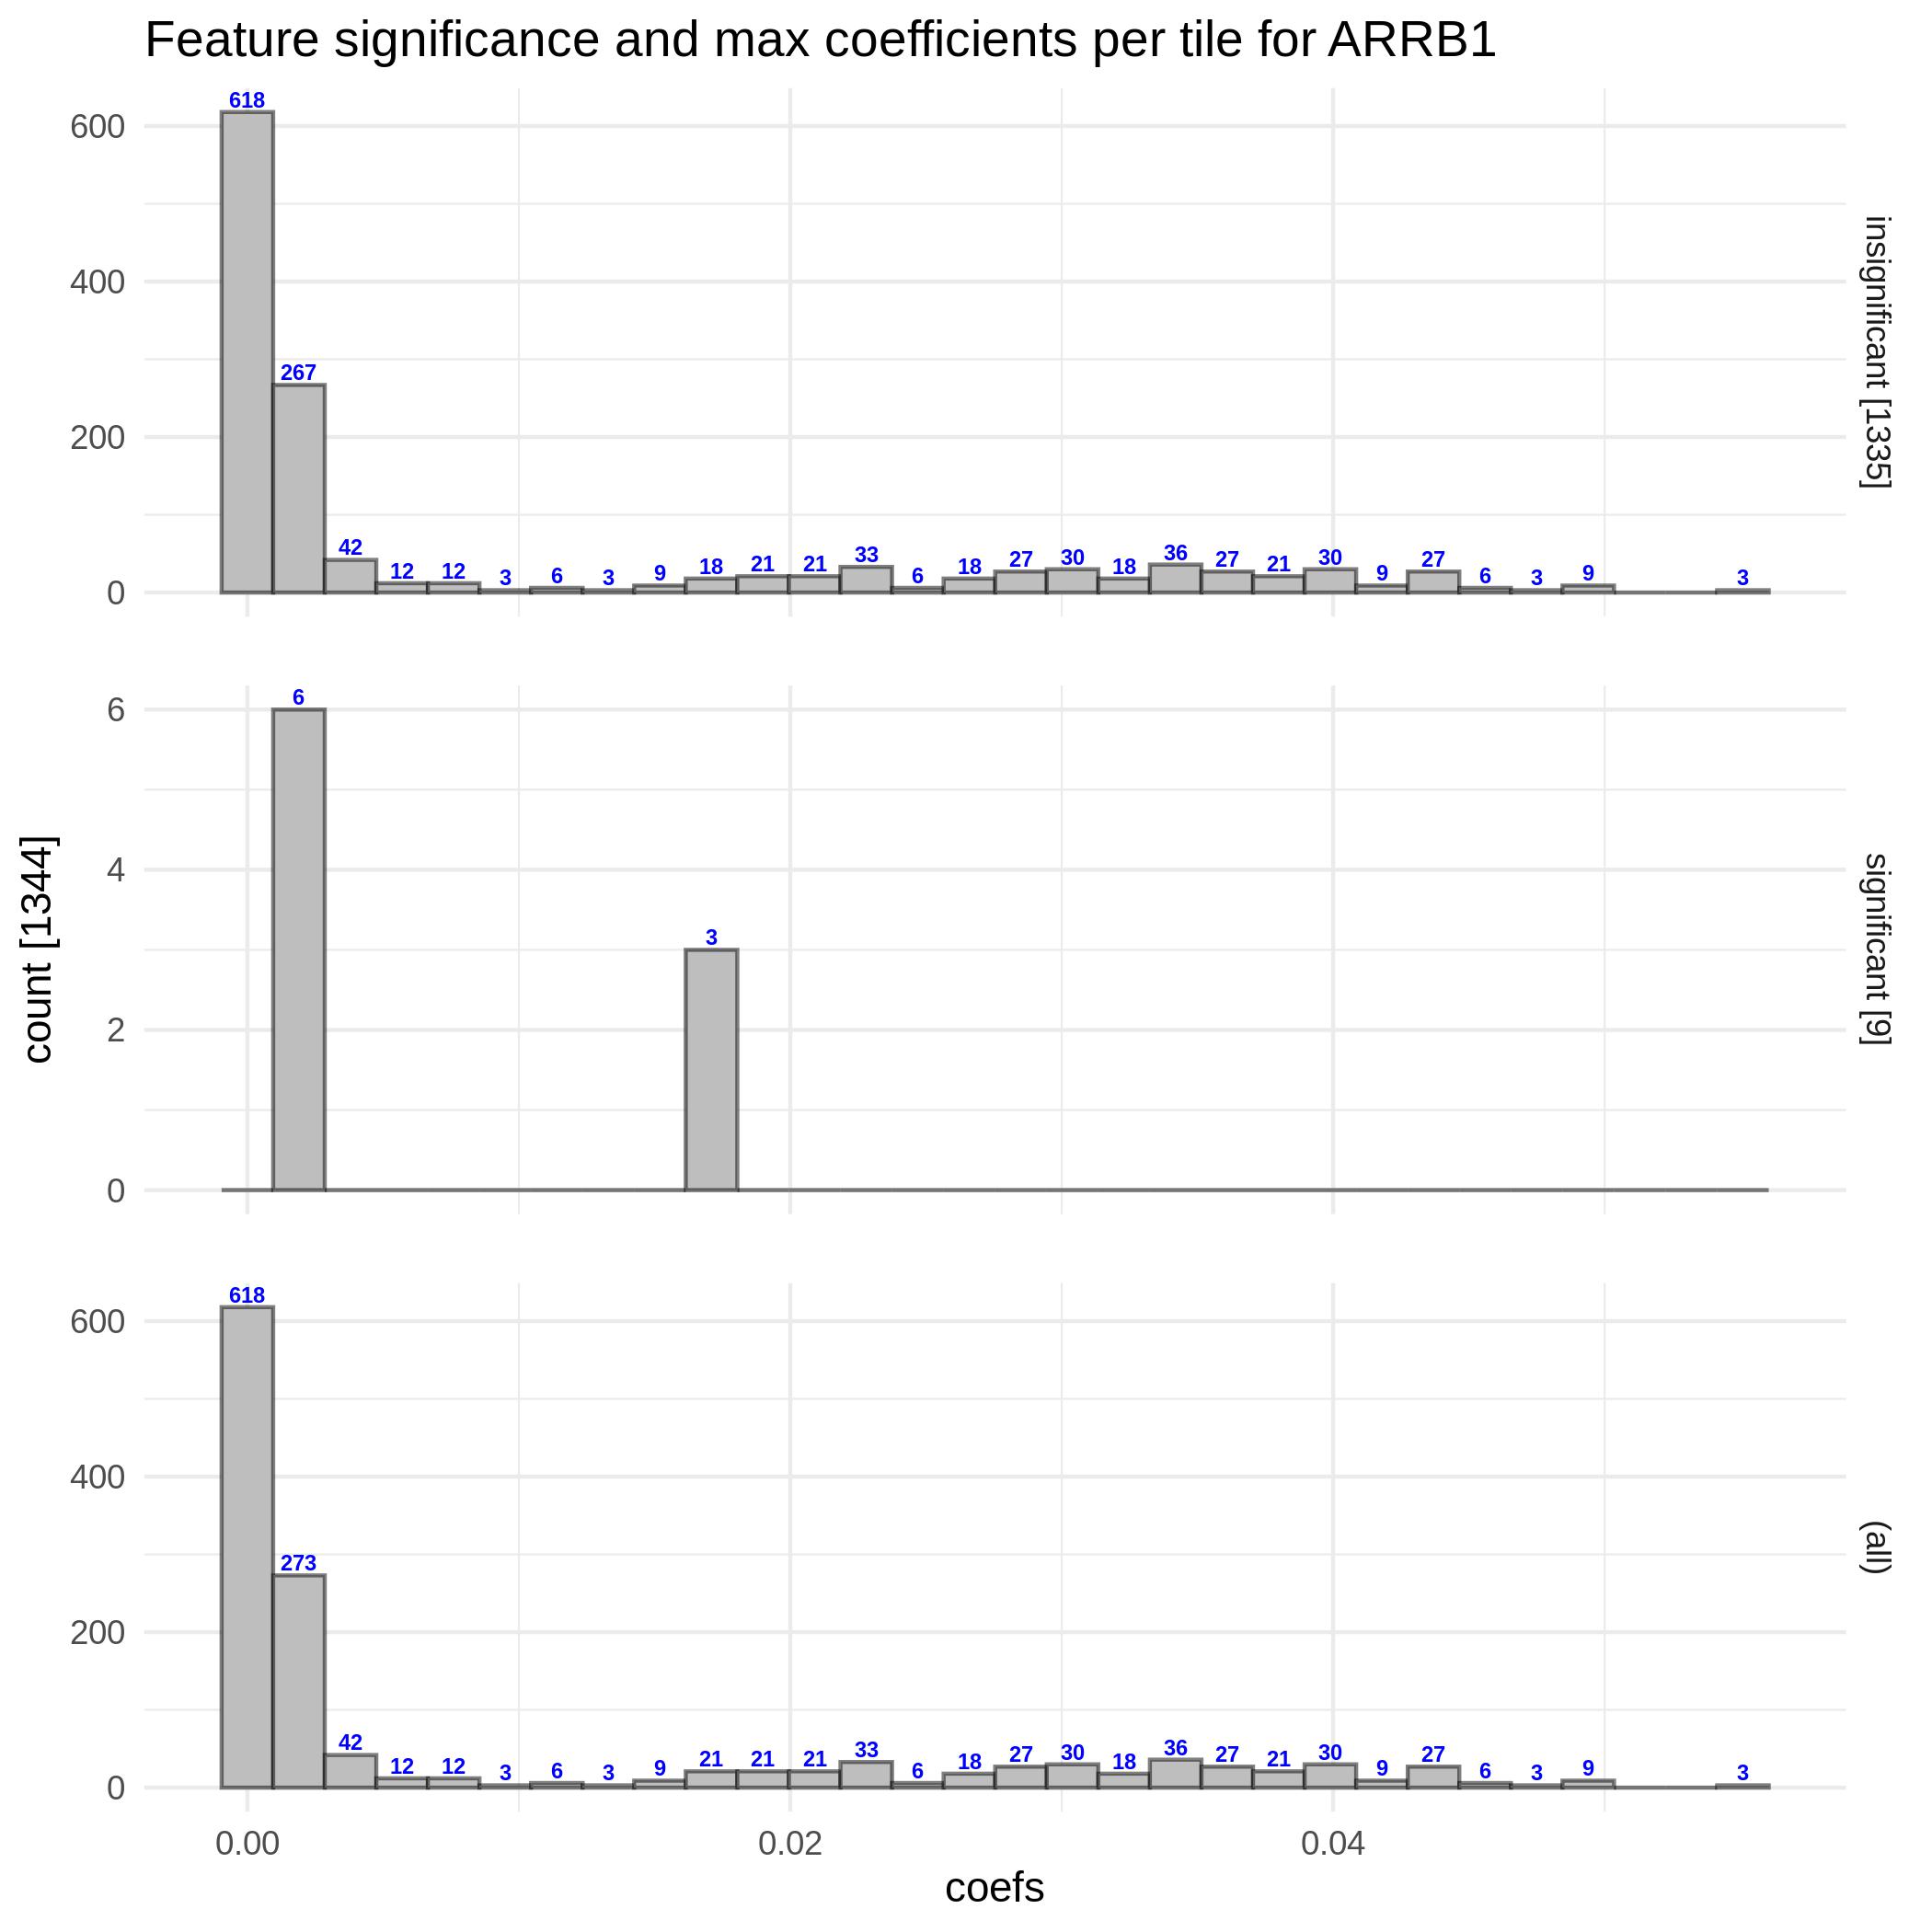 Feature significance and max coefficients per tile for ARRB1
618
600
400
267
200
42 12 12 3 6 3 9 18 21 21 33 6 18 27 30 18 36 27 21 30 9 27 6 3 9 3
0
insignificant [1335]
6
6
4
3
2
0
significant [9]
count [1344]
618
600
400
273
200
42 12 12 3 6 3 9 21 21 21 33 6 18 27 30 18 36 27 21 30 9 27 6 3 9 3
0
(all)
0.00 0.02 0.04
coefs